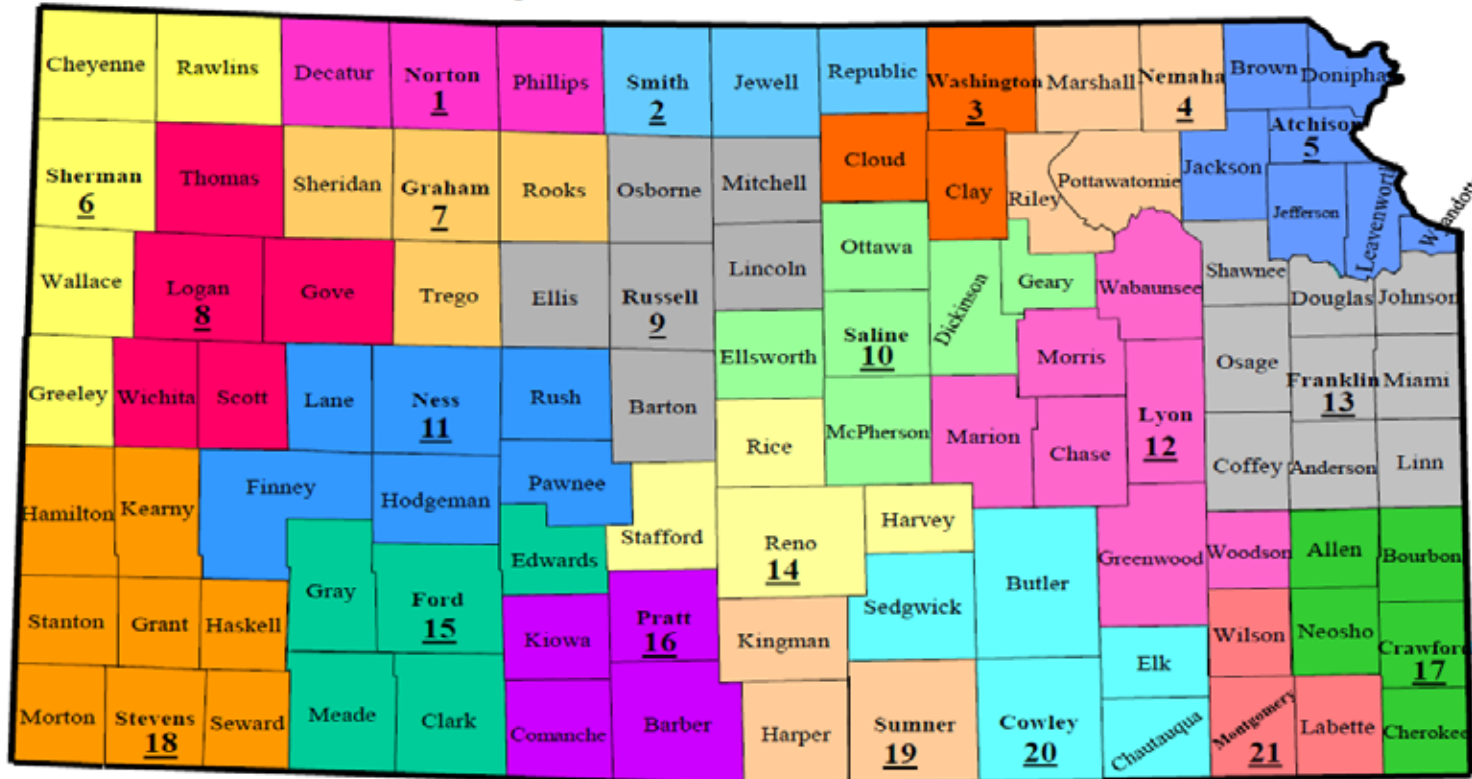 Cheyenne
Rawlins
Decatur
Norton
1
Phillips
Smith
2
Jewell
Republic
Washington
3
Marshall
Nemaha
4
Brown
Doniphan
Atchison
5
Sherman
6
Thomas
Sheridan
Graham
7
Rooks
Osborne
Mitchell
Cloud
Clay
Riley
Pottawatomie
Jackson
Jefferson
Leavenworth
Wyandotte
Wallace
Logan
8
Gove
Trego
Ellis
Russell
9
Lincoln
Ottawa
Saline
10
Dickinson
Geary
Wabaunsee
Shawnee
Douglas
Johnson
Greeley
Wichita
Scott
Lane
Ness
11
Rush
Barton
Ellsworth
Rice
McPherson
Marion
Morris
Chase
Lyon
12
Osage
Franklin
13
Miami
Coffey
Anderson
Linn
Hamilton
Kearny
Finney
Hodgeman
Pawnee
Stafford
Reno
14
Harvey
Edwards
Gray
Ford
15
Kiowa
Pratt
16
Kingman
Sedgwick
Butler
Greenwood
Woodson
Allen
Bourbon
Stanton
Grant
Haskell
Elk
Wilson
Neosho
Crawford
17
Morton
Stevens
18
Seward
Meade
Clark
Comanche
Barber
Harper
Sumner
19
Cowley
20
Chautauqua
Montgomery
21
Labette
Cherokee